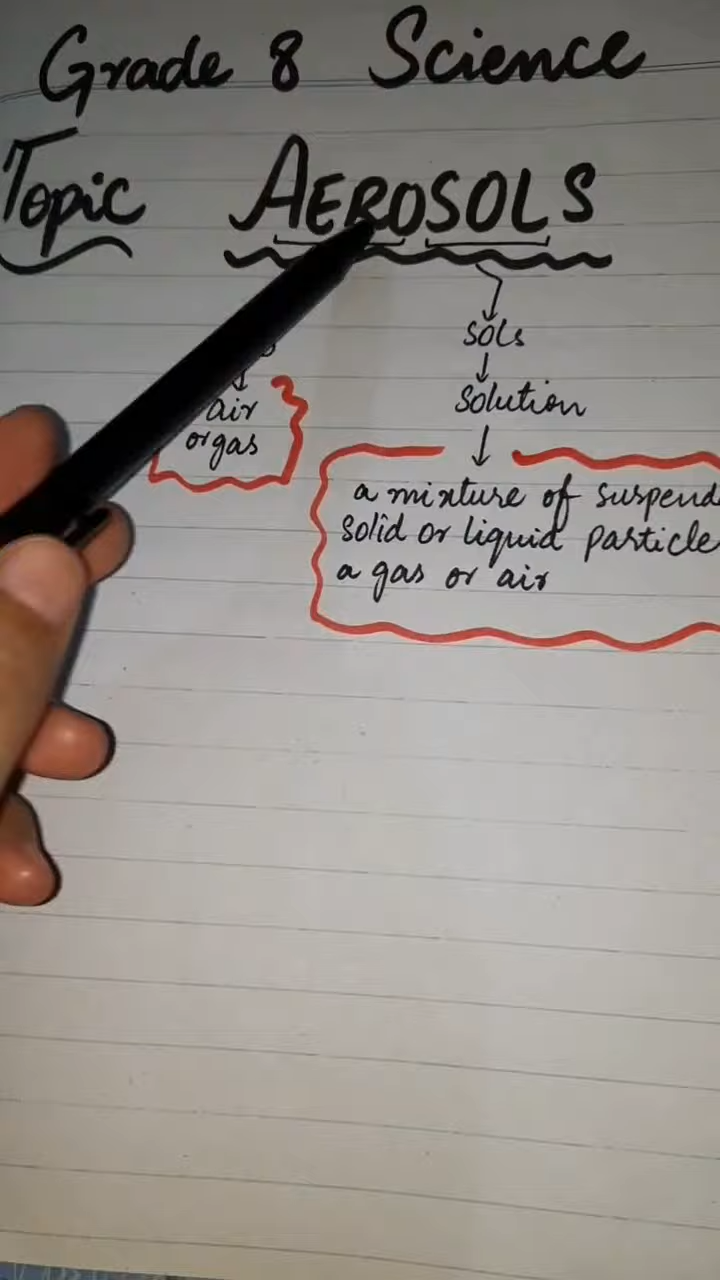 Grade 8 Science
Topic AEROSOLS
sols
solution
air
or gas
a mixture of suspend
solid or liquid particle
a gas or air